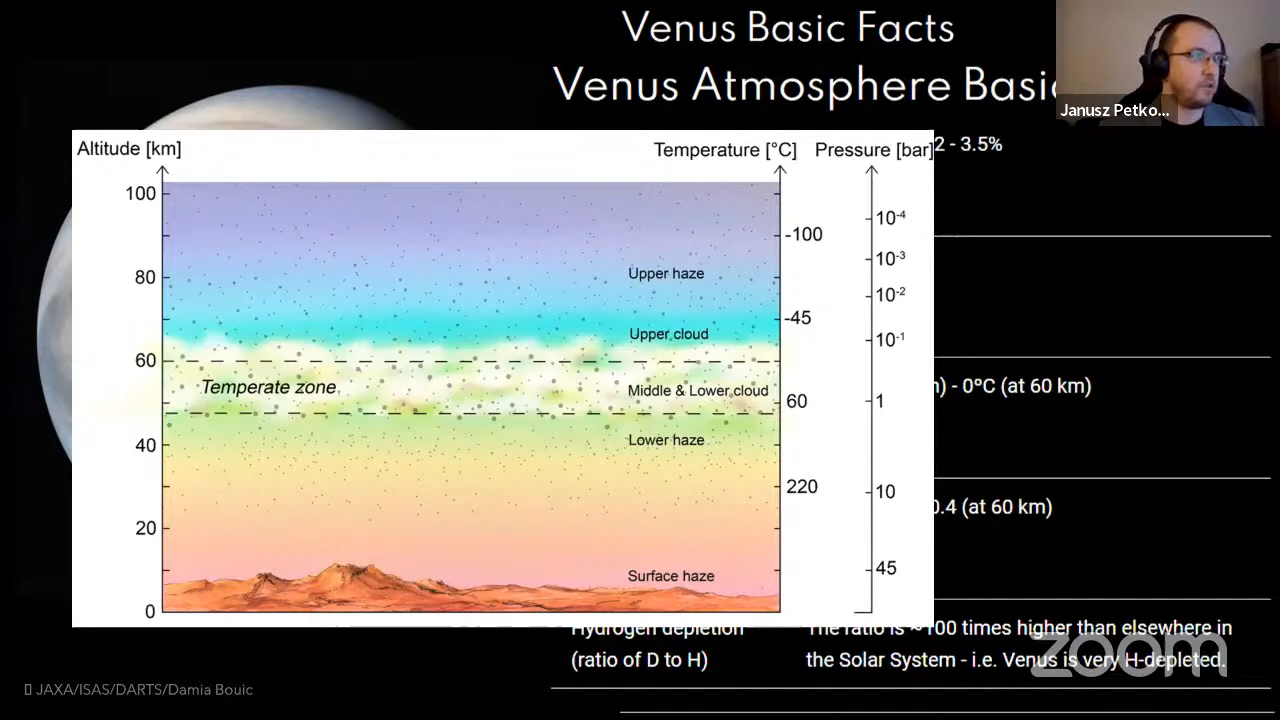 Venus Basic Facts
Venus Atmosphere Basic
Janusz Petko...
2 - 3.5%
Altitude [km]
Temperature [°C]
Pressure [bar]
100
80
60
40
20
0
Upper haze
Upper cloud
Temperate zone
Middle & Lower cloud
Lower haze
Surface haze
-100
-45
60
220
10-4
10-3
10-2
10-1
1
10
45
) - 0°C (at 60 km)
0.4 (at 60 km)
Hydrogen depletion
(ratio of D to H)
The ratio is ~100 times higher than elsewhere in
the Solar System - i.e. Venus is very H-depleted.
zoom
JAXA/ISAS/DARTS/Damia Bouic